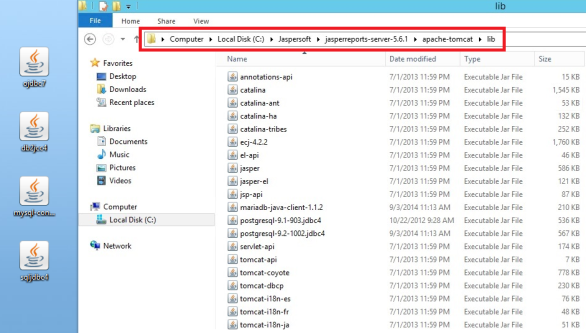 lib
File Home Share View
Computer Local Disk (C:) Jaspersoft jasperreports-server-5.6.1 apache-tomcat lib
ojdbc7
db2jcc4
mysql-con...
sqljdbc4
Favorites
Desktop
Downloads
Recent places
Libraries
Documents
Music
Pictures
Videos
Computer
Local Disk (C:)
Network
Name Date modified Type Size
annotations-api 7/1/2013 11:59 PM Executable Jar File 15 KB
catalina 7/1/2013 11:59 PM Executable Jar File 1,545 KB
catalina-ant 7/1/2013 11:59 PM Executable Jar File 53 KB
catalina-ha 7/1/2013 11:59 PM Executable Jar File 132 KB
catalina-tribes 7/1/2013 11:59 PM Executable Jar File 252 KB
ecj-4.2.2 7/1/2013 11:59 PM Executable Jar File 1,760 KB
el-api 7/1/2013 11:59 PM Executable Jar File 46 KB
jasper 7/1/2013 11:59 PM Executable Jar File 586 KB
jasper-el 7/1/2013 11:59 PM Executable Jar File 121 KB
jsp-api 7/1/2013 11:59 PM Executable Jar File 87 KB
mariadb-java-client-1.1.2 9/3/2014 11:13 AM Executable Jar File 210 KB
postgresql-9.1-903.jdbc4 10/22/2012 9:28 AM Executable Jar File 536 KB
postgresql-9.2-1002.jdbc4 9/3/2014 11:13 AM Executable Jar File 567 KB
servlet-api 7/1/2013 11:59 PM Executable Jar File 174 KB
tomcat-api 7/1/2013 11:59 PM Executable Jar File 7 KB
tomcat-coyote 7/1/2013 11:59 PM Executable Jar File 778 KB
tomcat-dbcp 7/1/2013 11:59 PM Executable Jar File 230 KB
tomcat-i18n-es 7/1/2013 11:59 PM Executable Jar File 76 KB
tomcat-i18n-fr 7/1/2013 11:59 PM Executable Jar File 48 KB
tomcat-i18n-ja 7/1/2013 11:59 PM Executable Jar File 51 KB